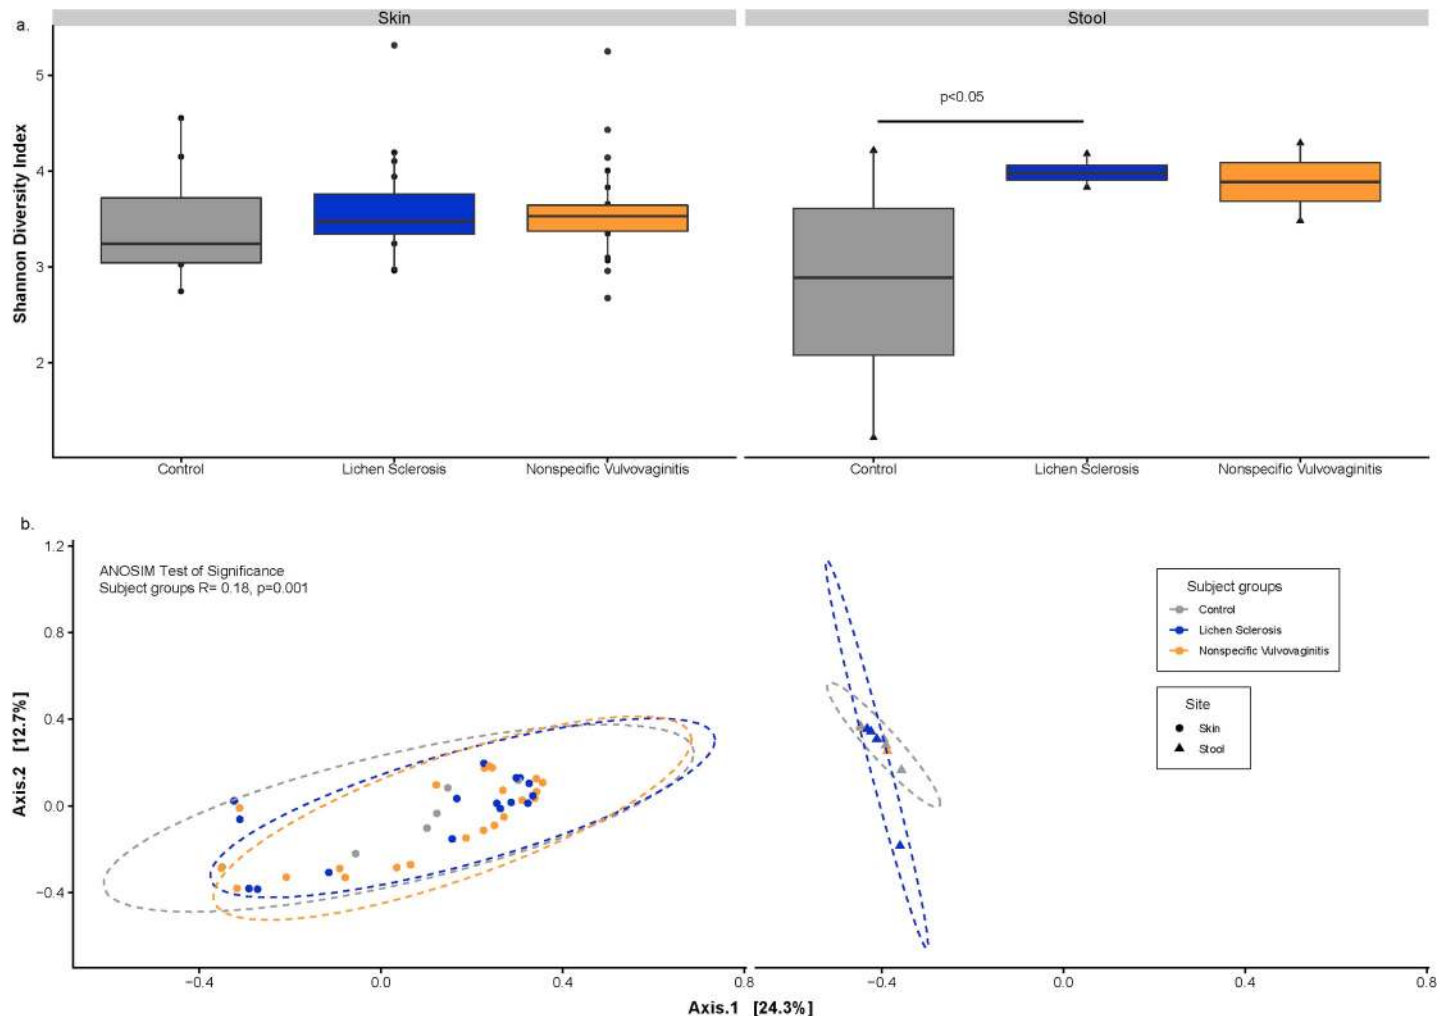 a.
Skin
Stool
Shannon Diversity Index
5
4
3
2
p<0.05
Control
Lichen Sclerosis
Nonspecific Vulvovaginitis
Control
Lichen Sclerosis
Nonspecific Vulvovaginitis
b.
ANOSIM Test of Significance
Subject groups R= 0.18, p=0.001
Axis.2 [12.7%]
1.2
0.8
0.4
0.0
−0.4
−0.4
0.0
0.4
0.8
−0.4
0.0
0.4
0.8
Axis.1 [24.3%]
Subject groups
Control
Lichen Sclerosis
Nonspecific Vulvovaginitis
Site
Skin
Stool